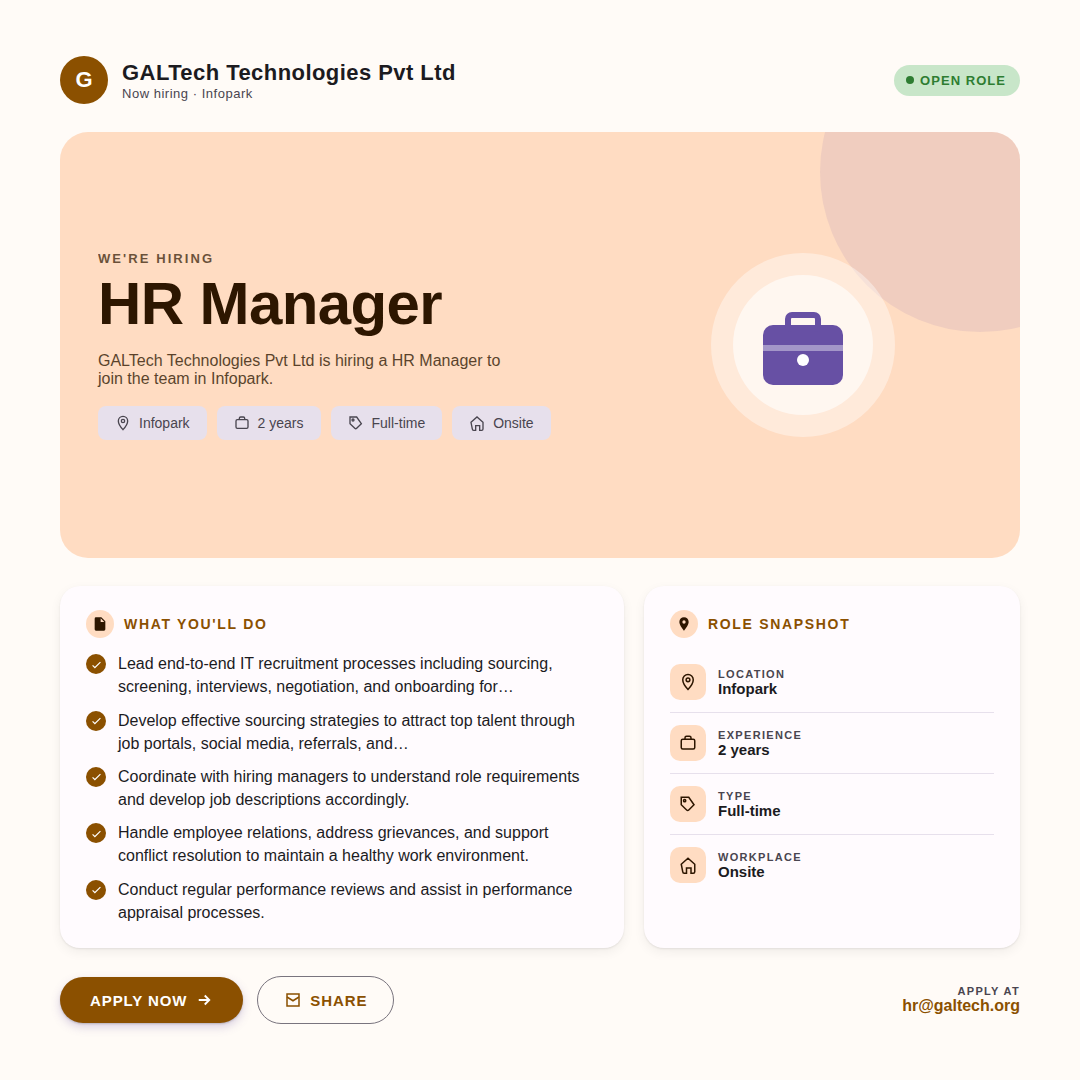 G
GALTech Technologies Pvt Ltd
Now hiring · Infopark
OPEN ROLE
WE'RE HIRING
HR Manager
GALTech Technologies Pvt Ltd is hiring a HR Manager to
join the team in Infopark.
Infopark
2 years
Full-time
Onsite
WHAT YOU'LL DO
Lead end-to-end IT recruitment processes including sourcing,
screening, interviews, negotiation, and onboarding for…
Develop effective sourcing strategies to attract top talent through
job portals, social media, referrals, and…
Coordinate with hiring managers to understand role requirements
and develop job descriptions accordingly.
Handle employee relations, address grievances, and support
conflict resolution to maintain a healthy work environment.
Conduct regular performance reviews and assist in performance
appraisal processes.
ROLE SNAPSHOT
LOCATION
Infopark
EXPERIENCE
2 years
TYPE
Full-time
WORKPLACE
Onsite
APPLY NOW
SHARE
APPLY AT
hr@galtech.org